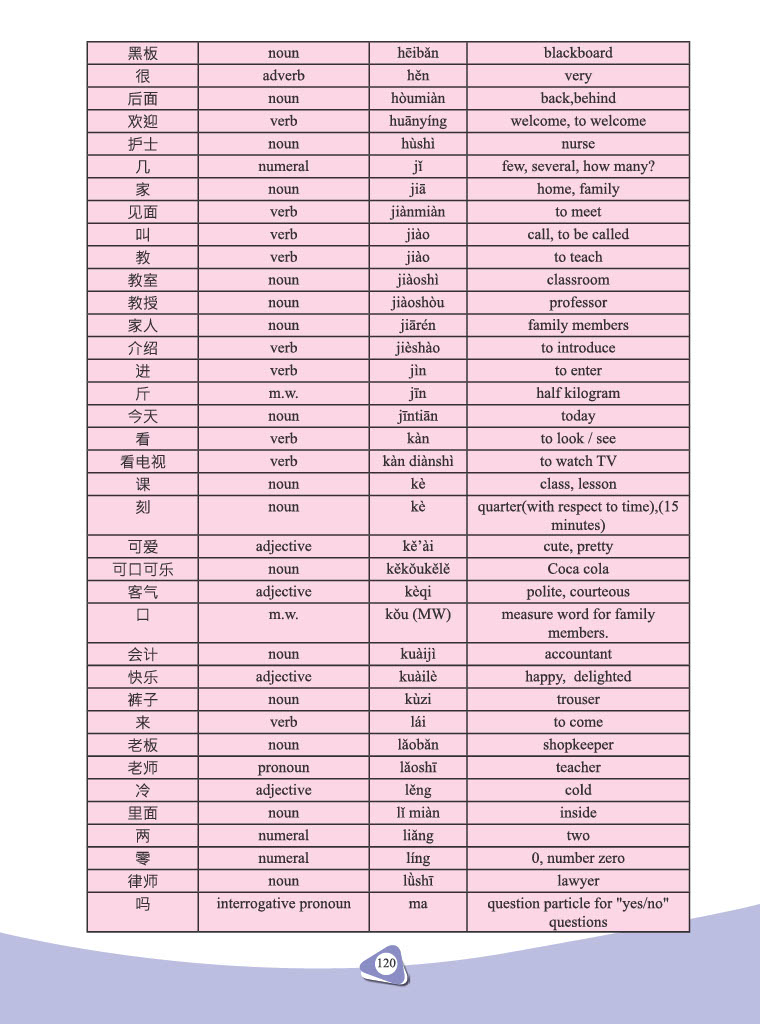 黑板 noun hēibǎn blackboard
很 adverb hěn very
后面 noun hòumiàn back,behind
欢迎 verb huānyíng welcome, to welcome
护士 noun hùshì nurse
几 numeral jǐ few, several, how many?
家 noun jiā home, family
见面 verb jiànmiàn to meet
叫 verb jiào call, to be called
教 verb jiào to teach
教室 noun jiàoshì classroom
教授 noun jiàoshòu professor
家人 noun jiārén family members
介绍 verb jièshào to introduce
进 verb jìn to enter
斤 m.w. jīn half kilogram
今天 noun jīntiān today
看 verb kàn to look / see
看电视 verb kàn diànshì to watch TV
课 noun kè class, lesson
刻 noun kè quarter(with respect to time),(15
minutes)
可爱 adjective kě’ài cute, pretty
可口可乐 noun kěkǒukělě Coca cola
客气 adjective kèqi polite, courteous
口 m.w. kǒu (MW) measure word for family
members.
会计 noun kuàijì accountant
快乐 adjective kuàilè happy, delighted
裤子 noun kùzi trouser
来 verb lái to come
老板 noun lǎobǎn shopkeeper
老师 pronoun lǎoshī teacher
冷 adjective lěng cold
里面 noun lǐ miàn inside
两 numeral liǎng two
零 numeral líng 0, number zero
律师 noun lǜshī lawyer
吗 interrogative pronoun ma question particle for "yes/no"
questions
120